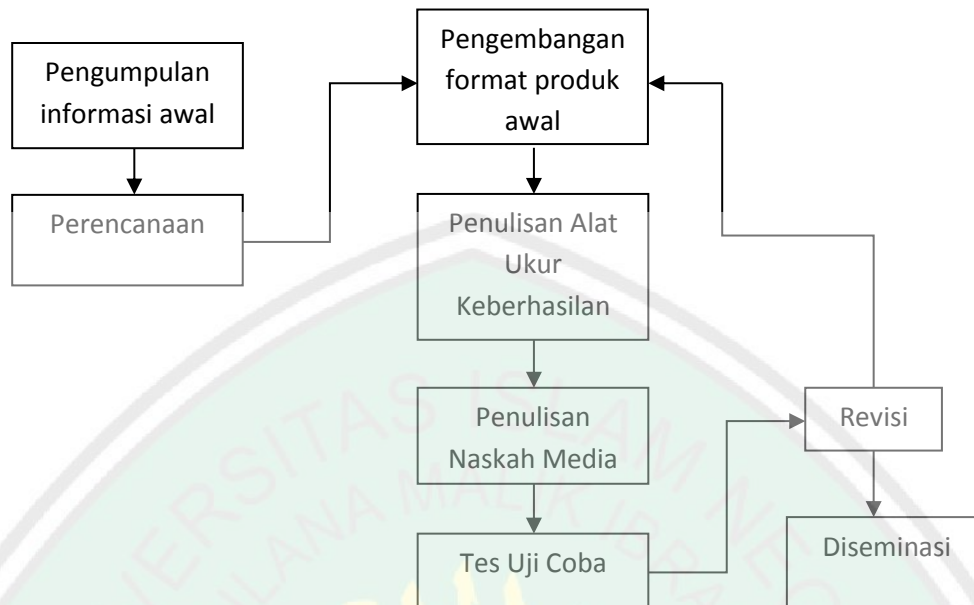 Pengumpulan
informasi awal
Perencanaan
Pengembangan
format produk
awal
Penulisan Alat
Ukur
Keberhasilan
Penulisan
Naskah Media
Tes Uji Coba
Revisi
Diseminasi